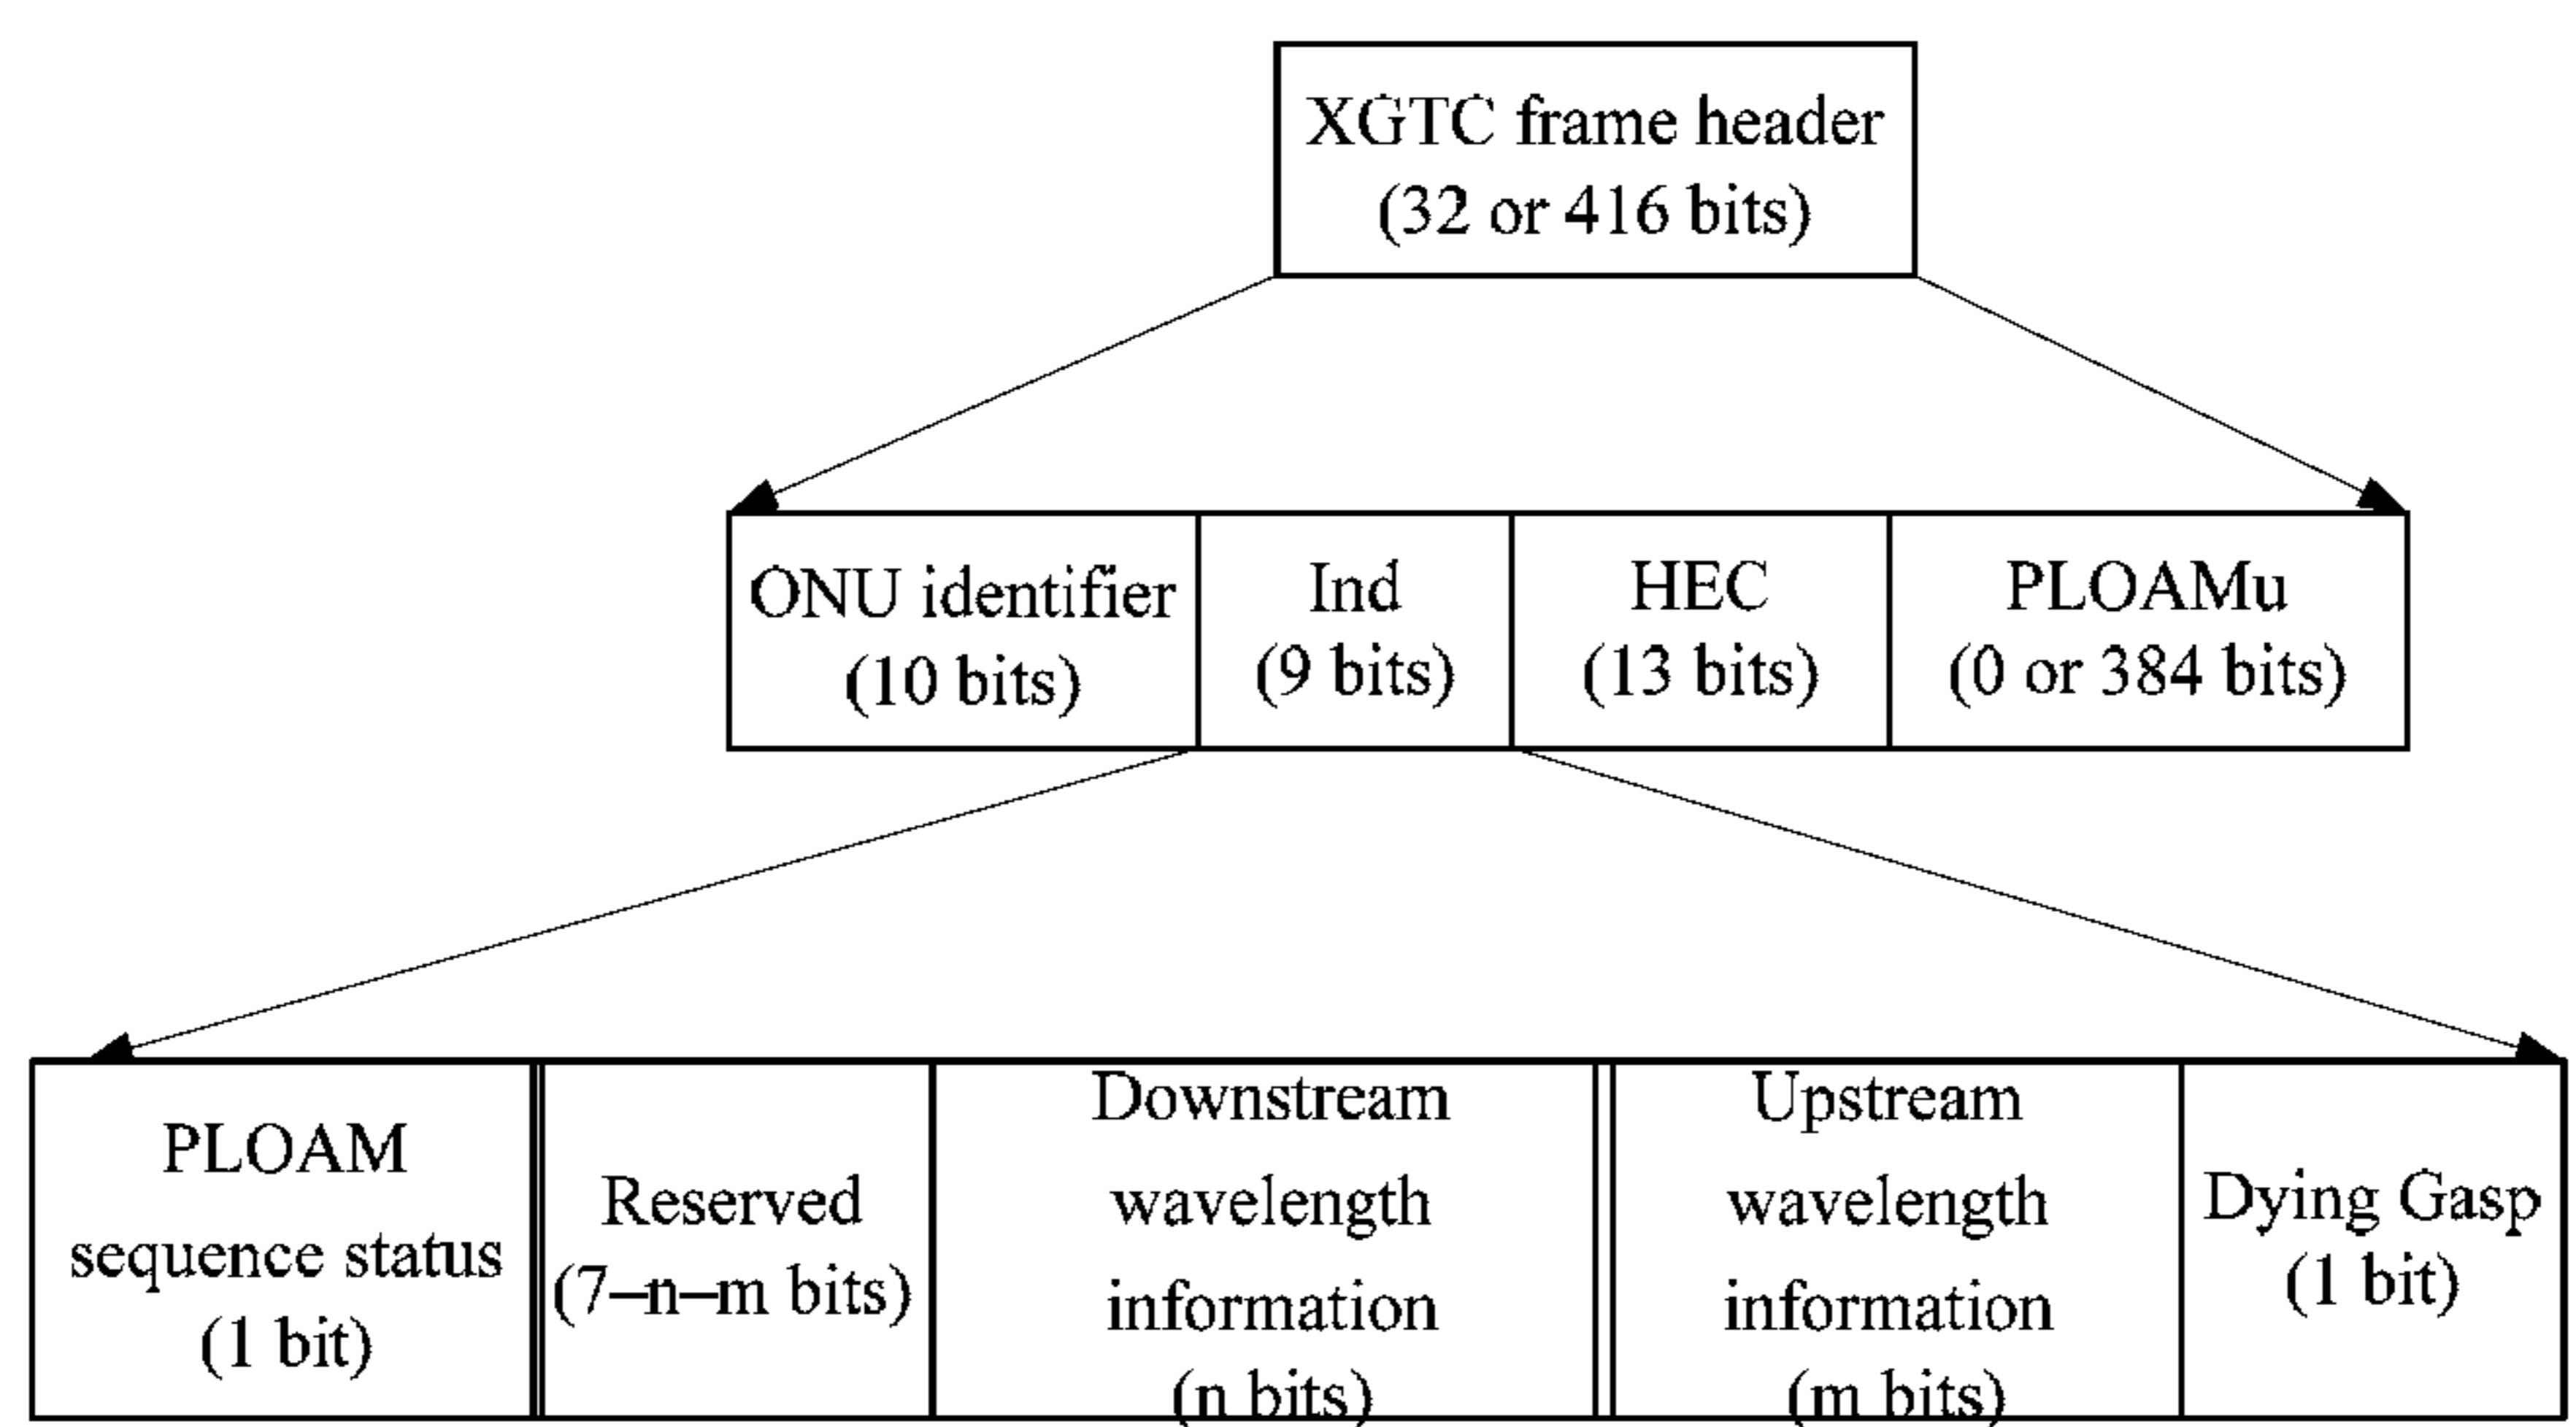 XGTC frame header
(32 or 416 bits)
ONU identifier
(10 bits)
Ind
(9 bits)
HEC
(13 bits)
PLOAMu
(0 or 384 bits)
PLOAM
sequence status
(1 bit)
Reserved
(7–n–m bits)
Downstream
wavelength
information
(n bits)
Upstream
wavelength
information
(m bits)
Dying Gasp
(1 bit)